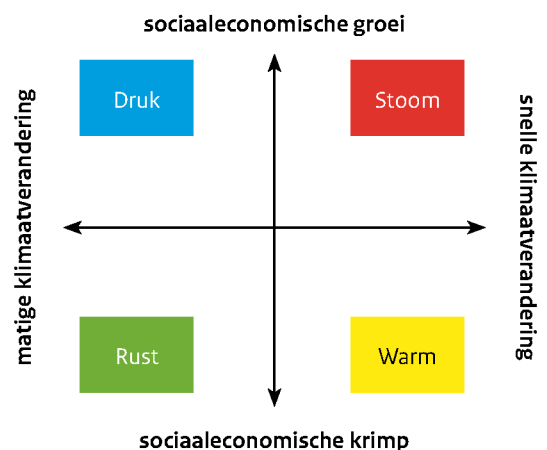 sociaaleconomische groei
Druk
Stoom
matige klimaatverandering
snelle klimaatverandering
Rust
Warm
sociaaleconomische krimp